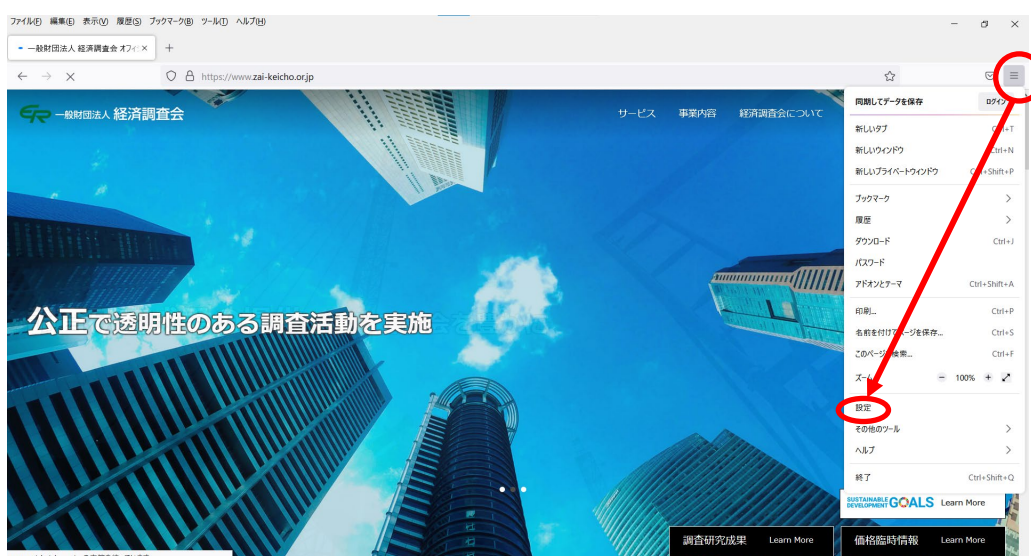 ファイル(F) 編集(E) 表示(V) 履歴(S) ブックマーク(B) ツール(T) ヘルプ(H)
一般財団法人 経済調査会 オフィ
https://www.zai-keicho.or.jp
一般財団法人 経済調査会
サービス 事業内容 経済調査会について
公正で透明性のある調査活動を実施
同期してデータを保存
新しいタブ Ctrl+T
新しいウィンドウ Ctrl+N
新しいプライベートウィンドウ Ctrl+Shift+P
ブックマーク
履歴
ダウンロード Ctrl+J
パスワード
アドオンとテーマ Ctrl+Shift+A
印刷... Ctrl+P
名前を付けてページを保存... Ctrl+S
このページを検索... Ctrl+F
ズーム － 100% +
設定
その他のツール
ヘルプ
終了 Ctrl+Shift+Q
SUSTAINABLE DEVELOPMENT GOALS Learn More
調査研究成果 Learn More
価格臨時情報 Learn More